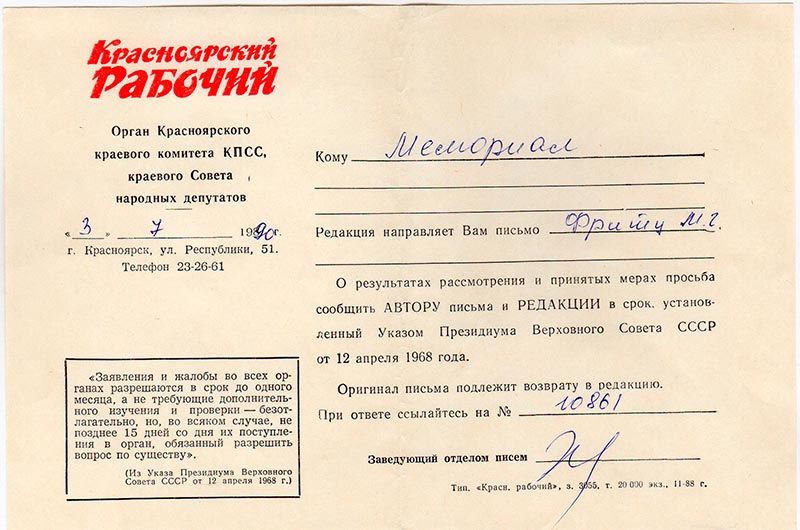 Красноярский
Рабочий
Орган Красноярского
краевого комитета КПСС,
краевого Совета
народных депутатов
« 3 » 7 1990 г.
г. Красноярск, ул. Республики, 51.
Телефон 23-26-61
«Заявления и жалобы во всех ор-
ганах разрешаются в срок до одного
месяца, а не требующие дополнитель-
ного изучения и проверки — безот-
лагательно, но, во всяком случае, не
позднее 15 дней со дня их поступле-
ния в орган, обязанный разрешить
вопрос по существу».
(Из Указа Президиума Верховного
Совета СССР от 12 апреля 1968 г.)
Кому Мемориал
Редакция направляет Вам письмо Фритц М.г.
О результатах рассмотрения и принятых мерах просьба
сообщить АВТОРУ письма и РЕДАКЦИИ в срок. установ-
ленный Указом Президиума Верховного Совета СССР
от 12 апреля 1968 года.
Оригинал письма подлежит возврату в редакцию.
При ответе ссылайтесь на № 10861
Заведующий отделом писем
Тип. «Красн. рабочий», з. 3055, т. 20 000 экз., 11-88 г.